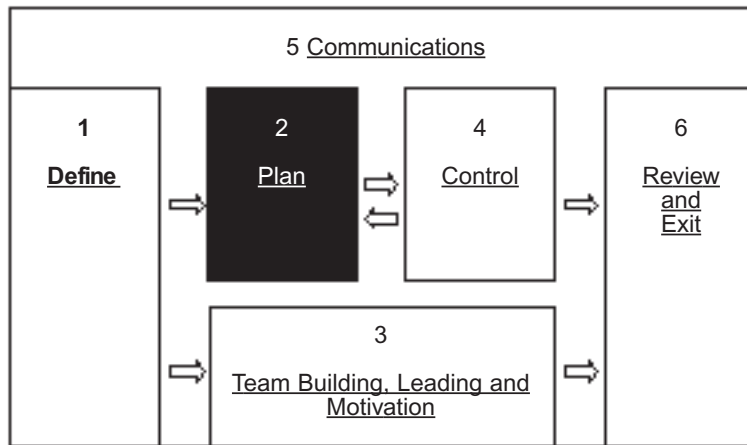 5 Communications
1
Define
2
Plan
4
Control
6
Review
and
Exit
3
Team Building, Leading and
Motivation